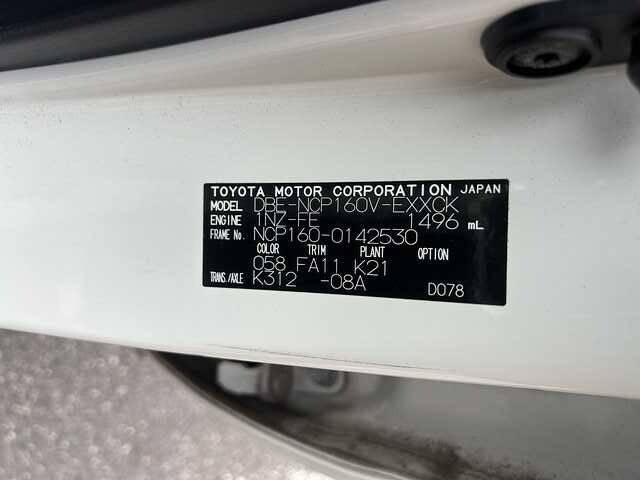 TOYOTA MOTOR CORPORATION JAPAN
MODEL DBE-NCP160V-EXXCK
ENGINE 1NZ-FE 1496 mL
FRAME No. NCP160-0142530
COLOR TRIM PLANT OPTION
058 FA11 K21
TRANS./AXLE K312 -08A D078